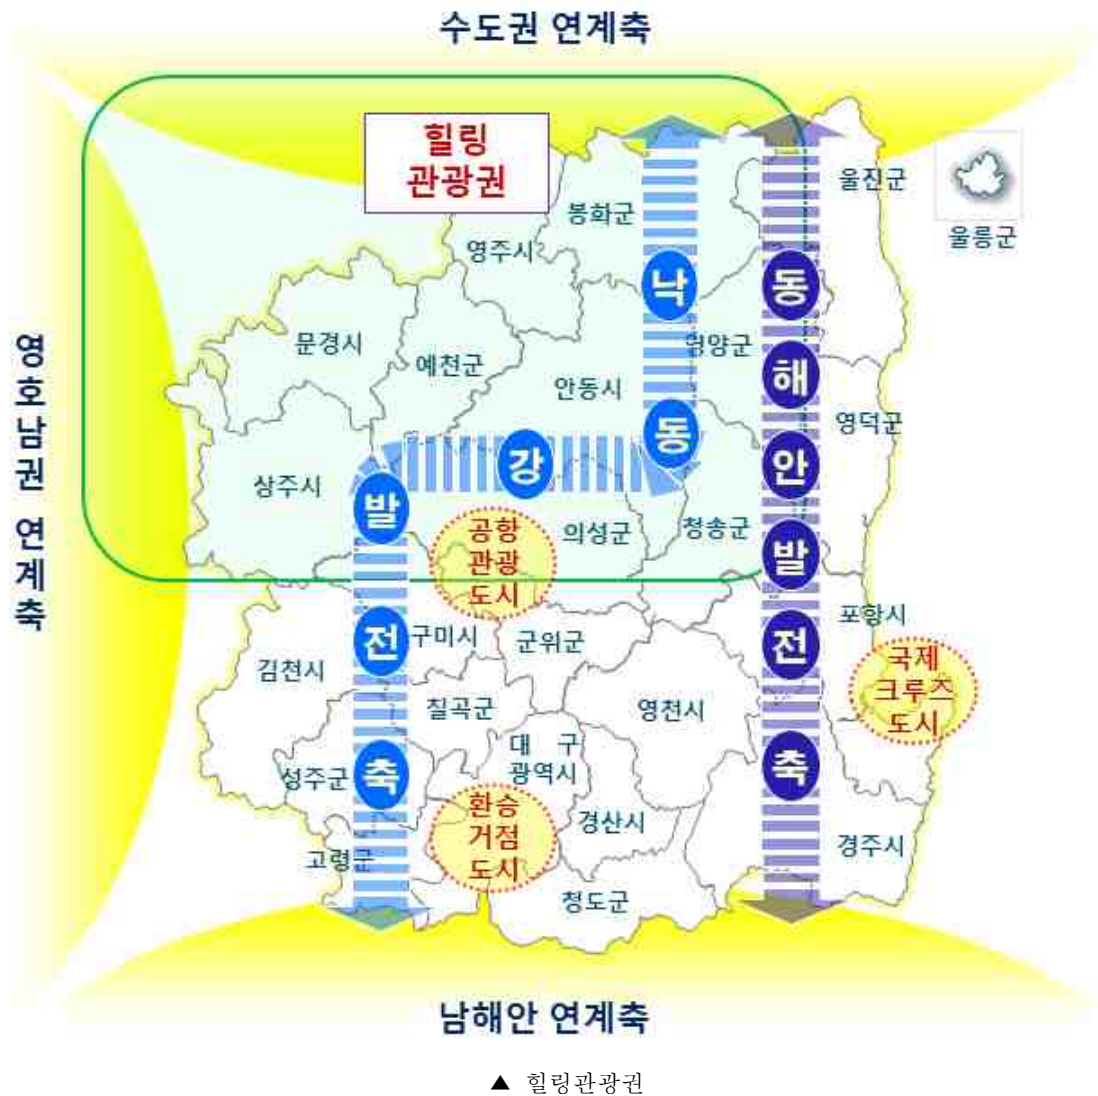 수도권 연계축
힐링
관광권
울진군
울릉군
봉화군
영주시
낙
동
강
발
전
축
동
해
안
발
전
축
문경시
예천군
영양군
안동시
영덕군
상주시
의성군
청송군
공항
관광
도시
포항시
구미시
군위군
김천시
국제
크루즈
도시
칠곡군
영천시
대 구
광역시
성주군
환승
거점
도시
경산시
고령군
경주시
청도군
영호남권 연계축
남해안 연계축
▲ 힐링관광권